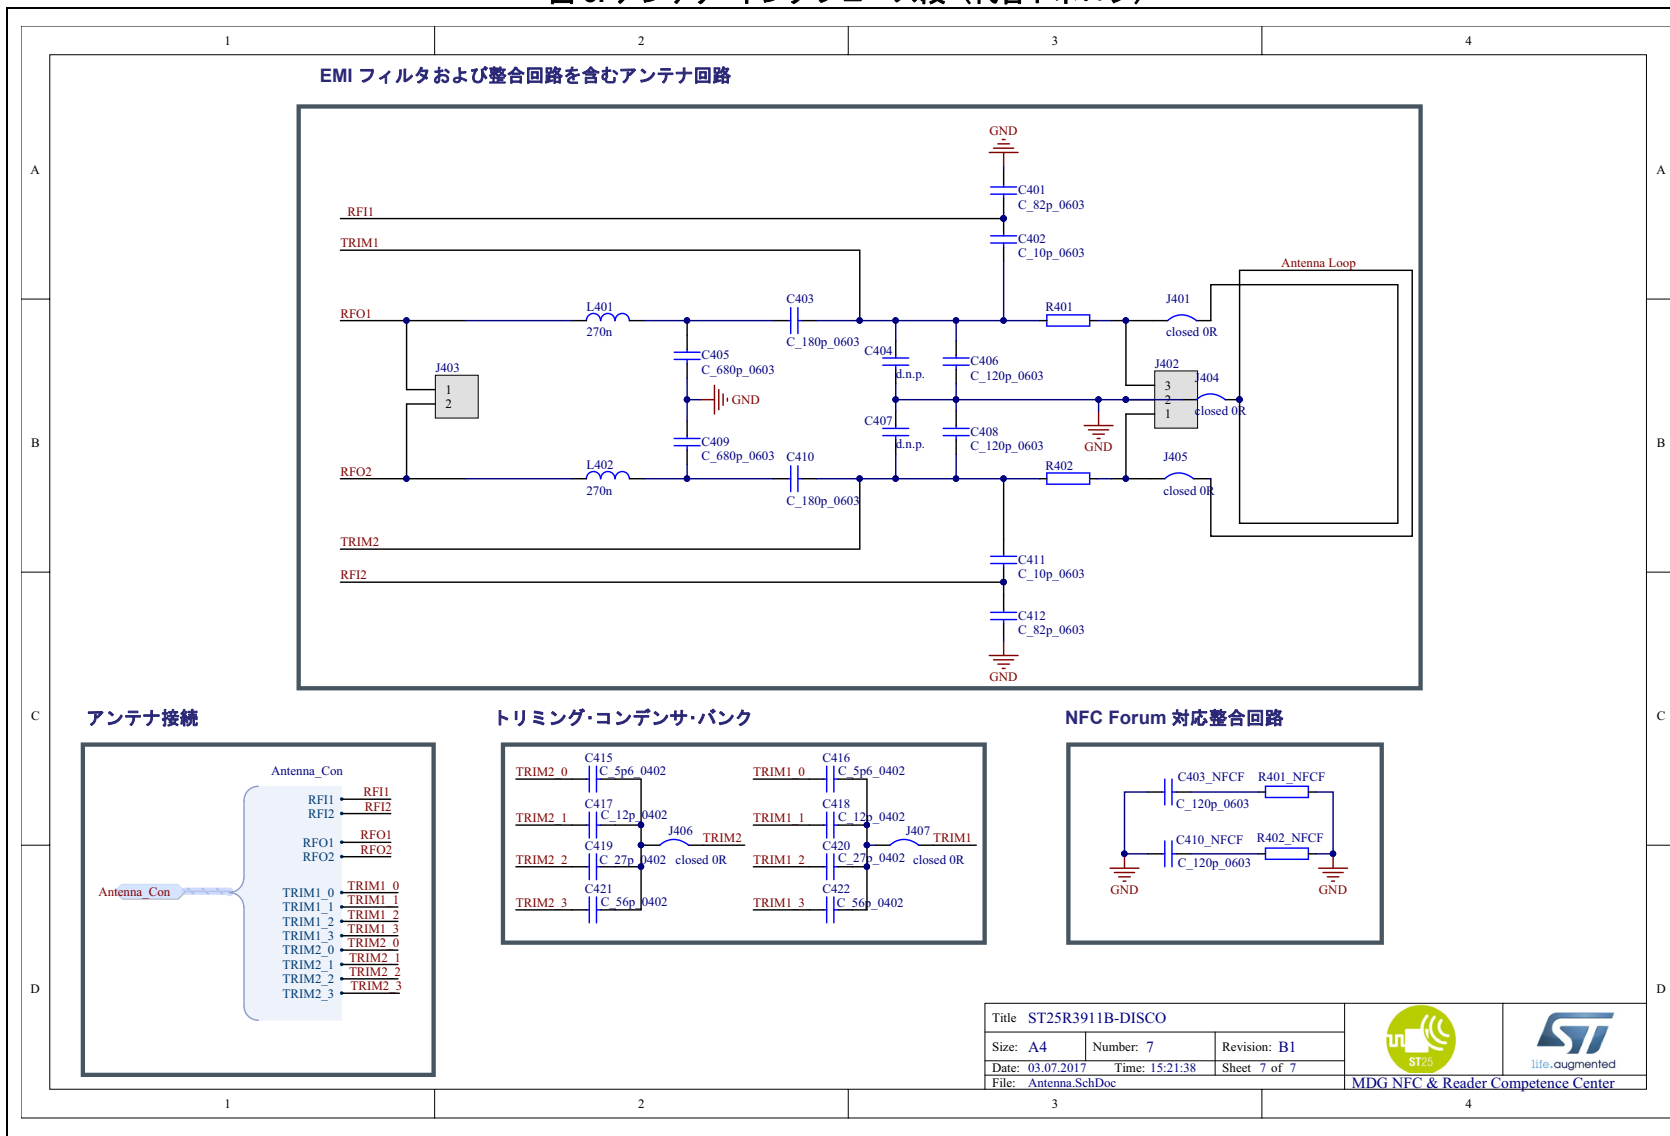 1 2 3 4
EMI フィルタおよび整合回路を含むアンテナ回路
A
A
GND
C401
C_82p_0603
RFI1
C402
C_10p_0603
TRIM1
Antenna Loop
B
B
RFO1
L401
270n
C403
C_180p_0603
R401
J401
closed 0R
C405
C_680p_0603
C404
d.n.p.
C406
C_120p_0603
J403
1
2
GND
J402
3
2
1
J404
closed 0R
C407
d.n.p.
C408
C_120p_0603
GND
C409
C_680p_0603
RFO2
L402
270n
C410
C_180p_0603
R402
J405
closed 0R
TRIM2
C411
C_10p_0603
RFI2
C412
C_82p_0603
GND
C
C
アンテナ接続
Antenna_Con
RFI1 RFI1
RFI2 RFI2
RFO1 RFO1
RFO2 RFO2
Antenna_Con
TRIM1_0 TRIM1_0
TRIM1_1 TRIM1_1
TRIM1_2 TRIM1_2
TRIM1_3 TRIM1_3
TRIM2_0 TRIM2_0
TRIM2_1 TRIM2_1
TRIM2_2 TRIM2_2
TRIM2_3 TRIM2_3
トリミング･コンデンサ･バンク
C415
TRIM2_0 C_5p6_0402
C417
TRIM2_1 C_12p_0402
J406
TRIM2
closed 0R
C419
TRIM2_2 C_27p_0402
C421
TRIM2_3 C_56p_0402
C416
TRIM1_0 C_5p6_0402
C418
TRIM1_1 C_12p_0402
J407
TRIM1
closed 0R
C420
TRIM1_2 C_27p_0402
C422
TRIM1_3 C_56p_0402
NFC Forum 対応整合回路
C403_NFCF R401_NFCF
C_120p_0603
C410_NFCF R402_NFCF
C_120p_0603
GND GND
D
D
Title ST25R3911B-DISCO
Size: A4 Number: 7 Revision: B1
Date: 03.07.2017 Time: 15:21:38 Sheet 7 of 7
File: Antenna.SchDoc
ST25
ST
life.augmented
MDG NFC & Reader Competence Center
1 2 3 4